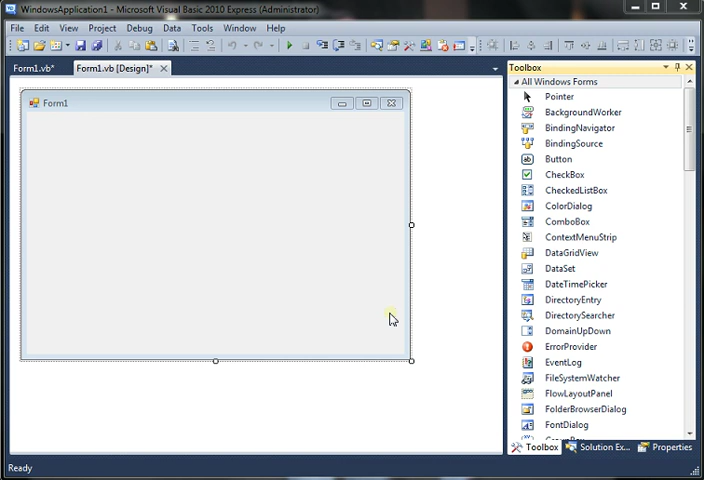 WindowsApplication1 - Microsoft Visual Basic 2010 Express (Administrator)
File Edit View Project Debug Data Tools Window Help
Form1.vb* Form1.vb [Design]*
Form1
Toolbox
All Windows Forms
Pointer
BackgroundWorker
BindingNavigator
BindingSource
Button
CheckBox
CheckedListBox
ColorDialog
ComboBox
ContextMenuStrip
DataGridView
DataSet
DateTimePicker
DirectoryEntry
DirectorySearcher
DomainUpDown
ErrorProvider
EventLog
FileSystemWatcher
FlowLayoutPanel
FolderBrowserDialog
FontDialog
Toolbox Solution Ex... Properties
Ready